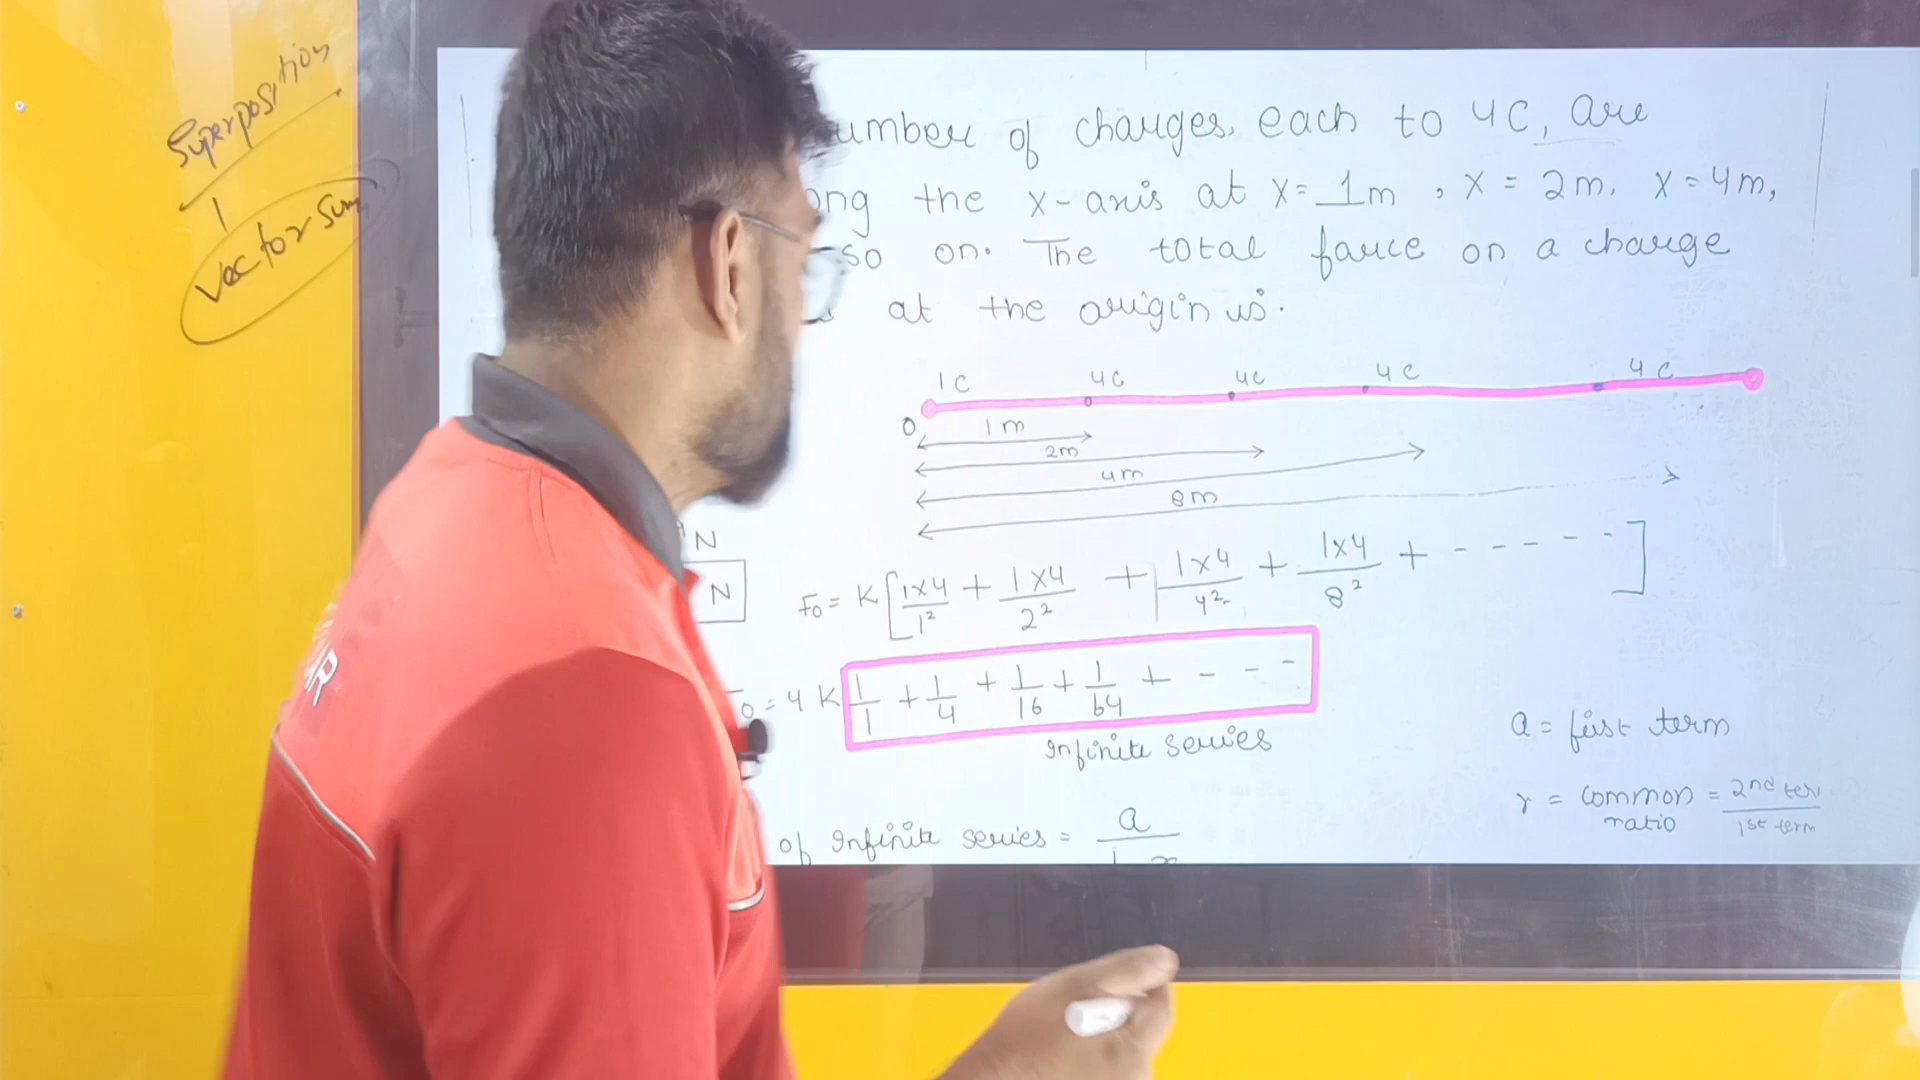 Superposition
Vector Sum
umber of charges, each to 4C, are
ong the x-axis at x= 1m , x = 2m, x=4m,
so on. The total force on a charge
at the origin is.
1C 4C 4C 4C 4C
O
1m
2m
4m
8m
N
N
F₀ = K[1×4/1² + 1×4/2² + 1×4/4² + 1×4/8² + ------]
0 = 4K 1/1 + 1/4 + 1/16 + 1/64 + ---
Infinite series
a = first term
r = common ratio = 2nd ter/1st term
of Infinite series = a/